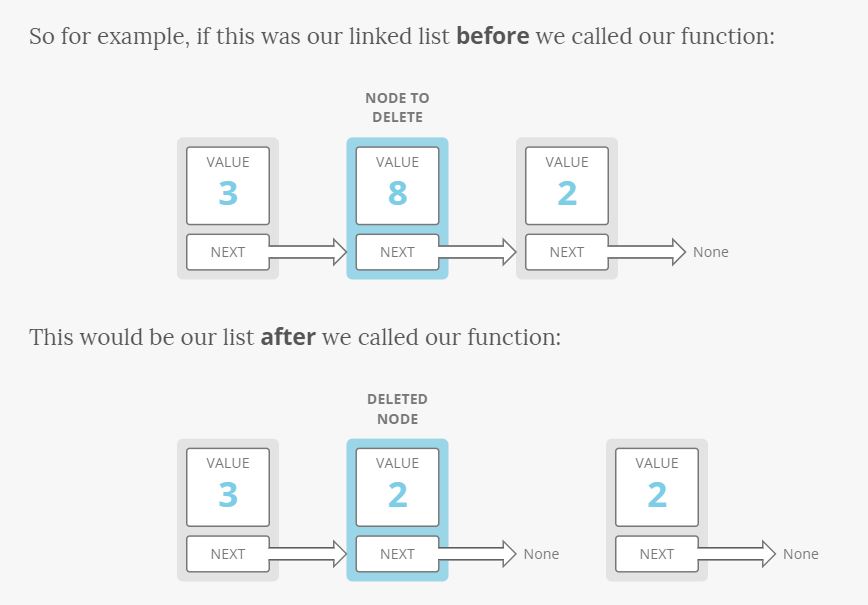 So for example, if this was our linked list before we called our function:
NODE TO
DELETE
VALUE VALUE VALUE
3 8 2
NEXT NEXT NEXT None
This would be our list after we called our function:
DELETED
NODE
VALUE VALUE VALUE
3 2 2
NEXT NEXT None NEXT None